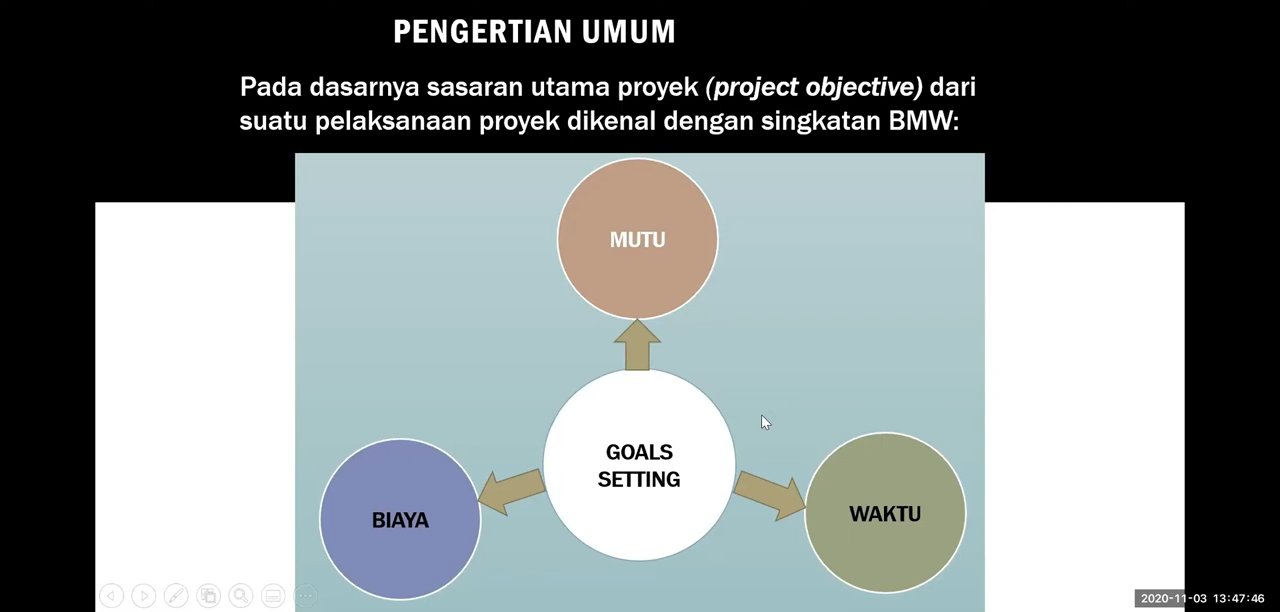 PENGERTIAN UMUM
Pada dasarnya sasaran utama proyek (project objective) dari
suatu pelaksanaan proyek dikenal dengan singkatan BMW:
MUTU
GOALS
SETTING
BIAYA
WAKTU
2020-11-03 13:47:46